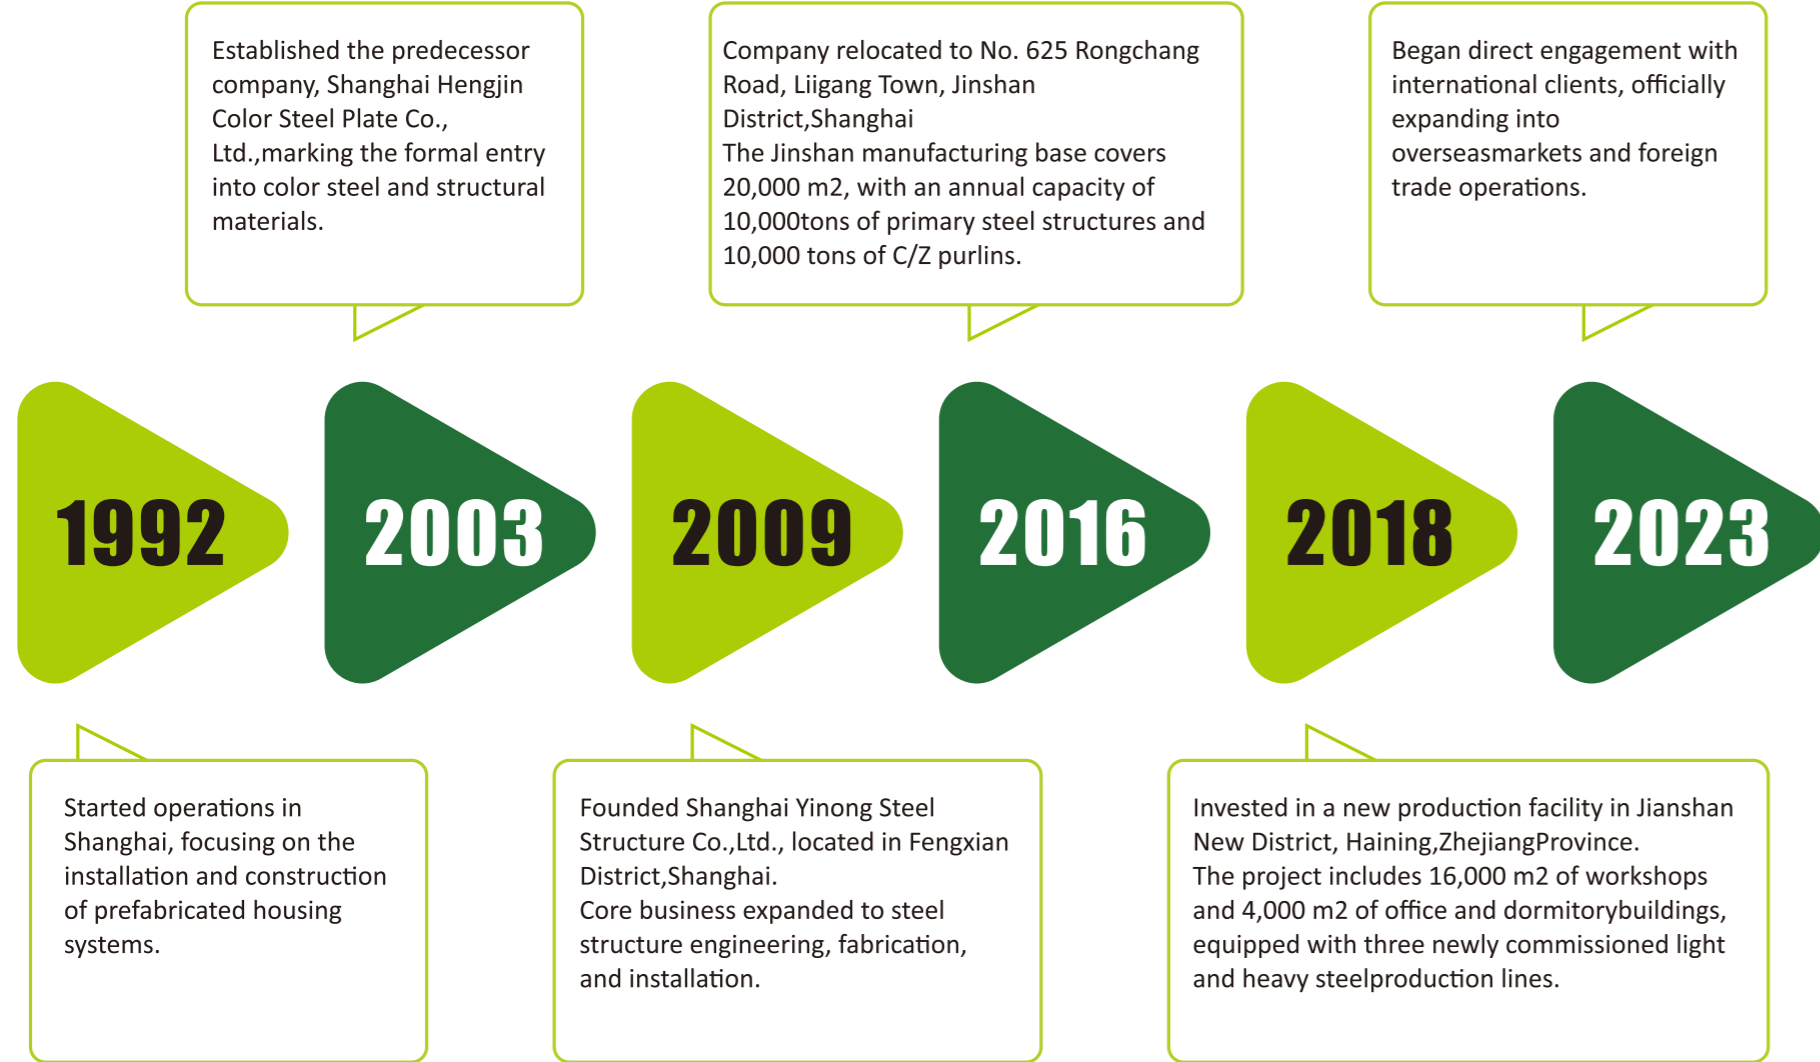 Established the predecessor
company, Shanghai Hengjin
Color Steel Plate Co.,
Ltd.,marking the formal entry
into color steel and structural
materials.
Company relocated to No. 625 Rongchang
Road, Liigang Town, Jinshan
District,Shanghai
The Jinshan manufacturing base covers
20,000 m2, with an annual capacity of
10,000tons of primary steel structures and
10,000 tons of C/Z purlins.
Began direct engagement with
international clients, officially
expanding into
overseasmarkets and foreign
trade operations.
1992
2003
2009
2016
2018
2023
Started operations in
Shanghai, focusing on the
installation and construction
of prefabricated housing
systems.
Founded Shanghai Yinong Steel
Structure Co.,Ltd., located in Fengxian
District,Shanghai.
Core business expanded to steel
structure engineering, fabrication,
and installation.
Invested in a new production facility in Jianshan
New District, Haining,ZhejiangProvince.
The project includes 16,000 m2 of workshops
and 4,000 m2 of office and dormitorybuildings,
equipped with three newly commissioned light
and heavy steelproduction lines.